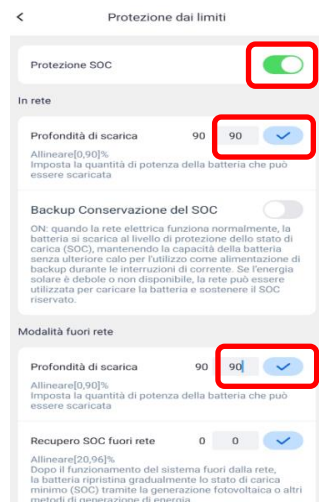 Protezione dai limiti
Protezione SOC
In rete
Profondità di scarica 90 90
Allineare[0,90]%
Imposta la quantità di potenza della batteria che può
essere scaricata
Backup Conservazione del SOC
ON: quando la rete elettrica funziona normalmente, la
batteria si scarica al livello di protezione dello stato di
carica (SOC), mantenendo la capacità della batteria
senza ulteriore calo per l'utilizzo come alimentazione di
backup durante le interruzioni di corrente. Se l'energia
solare è debole o non disponibile, la rete può essere
utilizzata per caricare la batteria e sostenere il SOC
riservato.
Modalità fuori rete
Profondità di scarica 90 90
Allineare[0,90]%
Imposta la quantità di potenza della batteria che può
essere scaricata
Recupero SOC fuori rete 0 0
Allineare[20,96]%
Dopo il funzionamento del sistema fuori dalla rete,
la batteria ripristina gradualmente lo stato di carica
minimo (SOC) tramite la generazione fotovoltaica o altri
metodi di generazione di energia